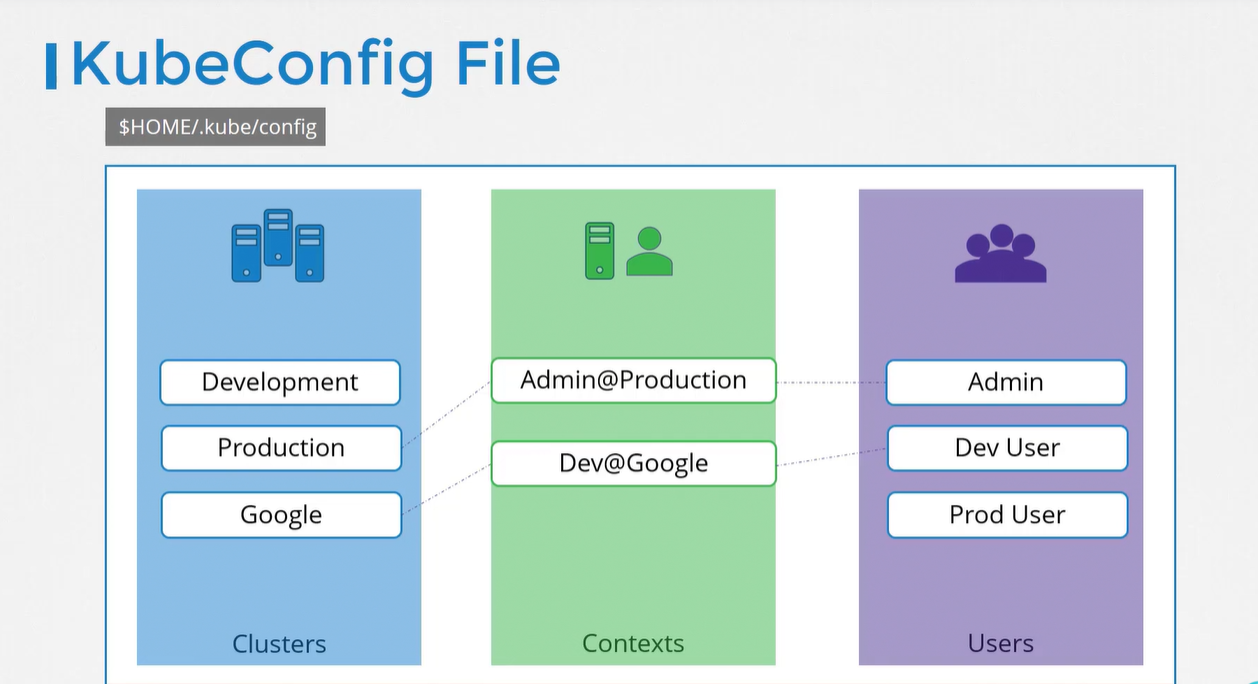 KubeConfig File
$HOME/.kube/config
Development
Production
Google
Clusters
Admin@Production
Dev@Google
Contexts
Admin
Dev User
Prod User
Users